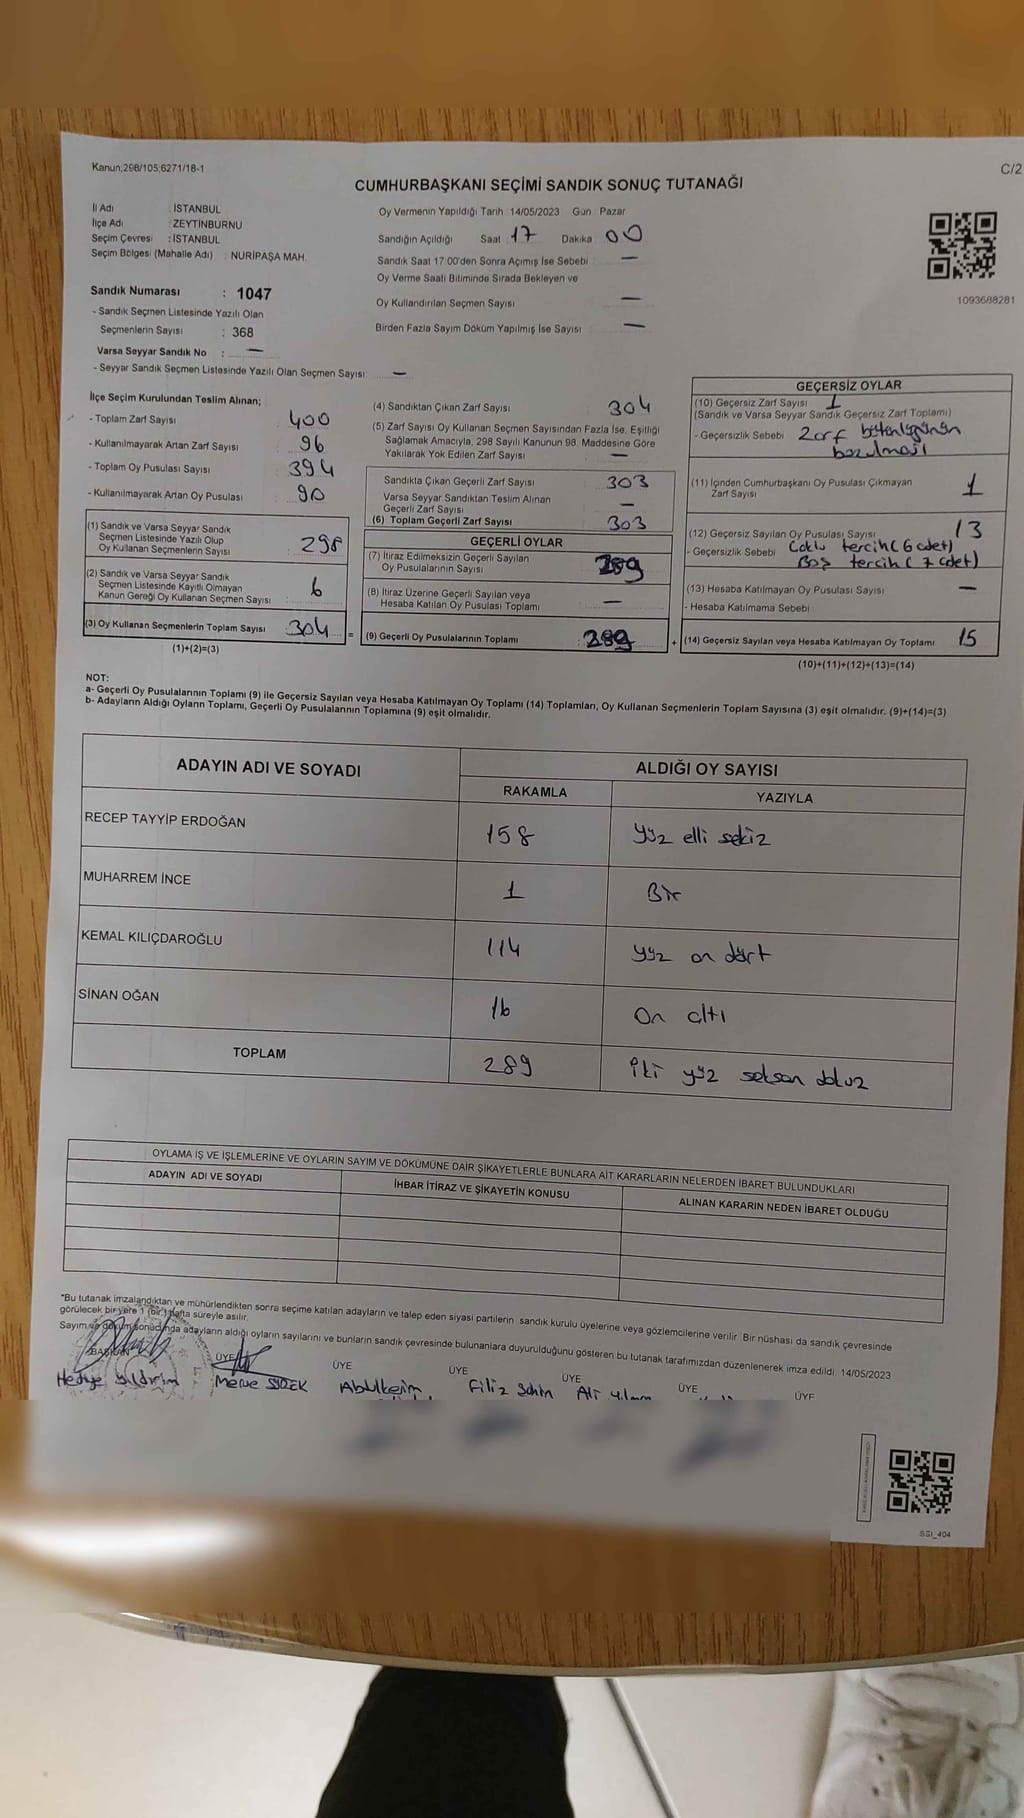 Kanun;298/105;6271/18-1
C/2
CUMHURBAŞKANI SEÇİMİ SANDIK SONUÇ TUTANAĞI
İl Adı : İSTANBUL
İlçe Adı : ZEYTİNBURNU
Seçim Çevresi : İSTANBUL
Seçim Bölgesi (Mahalle Adı) : NURİPAŞA MAH.
Oy Vermenin Yapıldığı Tarih : 14/05/2023 Gün : Pazar
Sandığın Açıldığı Saat : 17 Dakika : 00
Sandık Saat 17:00'den Sonra Açımış İse Sebebi : —
Oy Verme Saati Bitiminde Sırada Bekleyen ve
Oy Kullandırılan Seçmen Sayısı : —
Birden Fazla Sayım Döküm Yapılmış İse Sayısı : —
1093688281
Sandık Numarası : 1047
- Sandık Seçmen Listesinde Yazılı Olan
Seçmenlerin Sayısı : 368
Varsa Seyyar Sandık No : —
- Seyyar Sandık Seçmen Listesinde Yazılı Olan Seçmen Sayısı: —
İlçe Seçim Kurulundan Teslim Alınan;
- Toplam Zarf Sayısı : 400
- Kullanılmayarak Artan Zarf Sayısı : 96
- Toplam Oy Pusulası Sayısı : 394
- Kullanılmayarak Artan Oy Pusulası : 90
(1) Sandık ve Varsa Seyyar Sandık
Seçmen Listesinde Yazılı Olup
Oy Kullanan Seçmenlerin Sayısı : 298
(2) Sandık ve Varsa Seyyar Sandık
Seçmen Listesinde Kayıtlı Olmayan
Kanun Gereği Oy Kullanan Seçmen Sayısı : 6
(3) Oy Kullanan Seçmenlerin Toplam Sayısı : 304 =
(1)+(2)=(3)
(4) Sandıktan Çıkan Zarf Sayısı : 304
(5) Zarf Sayısı Oy Kullanan Seçmen Sayısından Fazla İse, Eşitliği
Sağlamak Amacıyla, 298 Sayılı Kanunun 98. Maddesine Göre
Yakılarak Yok Edilen Zarf Sayısı : —
Sandıkta Çıkan Geçerli Zarf Sayısı : 303
Varsa Seyyar Sandıktan Teslim Alınan
Geçerli Zarf Sayısı : —
(6) Toplam Geçerli Zarf Sayısı : 303
GEÇERLİ OYLAR
(7) İtiraz Edilmeksizin Geçerli Sayılan
Oy Pusulalarının Sayısı : 289
(8) İtiraz Üzerine Geçerli Sayılan veya
Hesaba Katılan Oy Pusulası Toplamı : —
(9) Geçerli Oy Pusulalarının Toplamı : 289 +
GEÇERSİZ OYLAR
(10) Geçersiz Zarf Sayısı : 1
(Sandık ve Varsa Seyyar Sandık Geçersiz Zarf Toplamı)
- Geçersizlik Sebebi : Zarf bütenlüğünün
bozulması
(11) İçinden Cumhurbaşkanı Oy Pusulası Çıkmayan
Zarf Sayısı : 1
(12) Geçersiz Sayılan Oy Pusulası Sayısı : 13
- Geçersizlik Sebebi : Çoklu tercih (6 adet)
Boş tercih (7 adet)
(13) Hesaba Katılmayan Oy Pusulası Sayısı : —
- Hesaba Katılmama Sebebi :
(14) Geçersiz Sayılan veya Hesaba Katılmayan Oy Toplamı : 15
(10)+(11)+(12)+(13)=(14)
NOT:
a- Geçerli Oy Pusulalarının Toplamı (9) ile Geçersiz Sayılan veya Hesaba Katılmayan Oy Toplamı (14) Toplamları, Oy Kullanan Seçmenlerin Toplam Sayısına (3) eşit olmalıdır. (9)+(14)=(3)
b- Adayların Aldığı Oyların Toplamı, Geçerli Oy Pusulalarının Toplamına (9) eşit olmalıdır.
ADAYIN ADI VE SOYADI ALDIĞI OY SAYISI
RAKAMLA YAZIYLA
RECEP TAYYİP ERDOĞAN 158 Yüz elli sekiz
MUHARREM İNCE 1 Bir
KEMAL KILIÇDAROĞLU 114 Yüz on dört
SİNAN OĞAN 16 On altı
TOPLAM 289 İki yüz seksen dokuz
OYLAMA İŞ VE İŞLEMLERİNE VE OYLARIN SAYIM VE DÖKÜMÜNE DAİR ŞİKAYETLERLE BUNLARA AİT KARARLARIN NELERDEN İBARET BULUNDUKLARI
ADAYIN ADI VE SOYADI İHBAR İTİRAZ VE ŞİKAYETİN KONUSU ALINAN KARARIN NEDEN İBARET OLDUĞU
*Bu tutanak imzalandıktan ve mühürlendikten sonra seçime katılan adayların ve talep eden siyasi partilerin sandık kurulu üyelerine veya gözlemcilerine verilir. Bir nüshası da sandık çevresinde
görülecek bir yere 1 (bir) hafta süreyle asılır.
Sayım ve döküm sonucunda adayların aldığı oyların sayılarını ve bunların sandık çevresinde bulunanlara duyurulduğunu gösteren bu tutanak tarafımızdan düzenlenerek imza edildi. 14/05/2023
BAŞKAN ÜYE ÜYE ÜYE ÜYE ÜYE ÜYE
Hediye Yıldırım Merve Abdulkerim Filiz Şahin Ali Yılmaz
SSİ_404